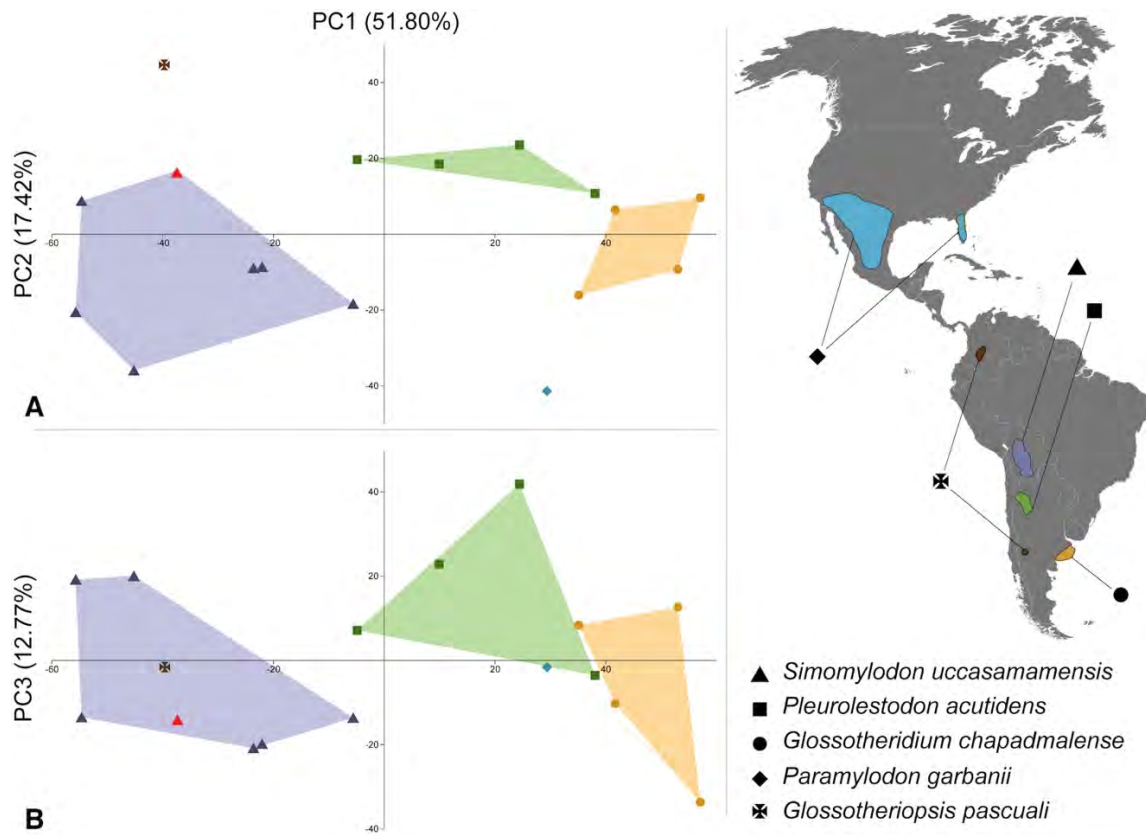 PC1 (51.80%)
PC2 (17.42%)
40
20
-60
-40
-20
20
40
-20
-40
A
PC3 (12.77%)
40
20
-60
-40
-20
20
40
-20
-40
B
Simomylodon uccasamamensis
Pleurolestodon acutidens
Glossotheridium chapadmalense
Paramylodon garbanii
Glossotheriopsis pascuali